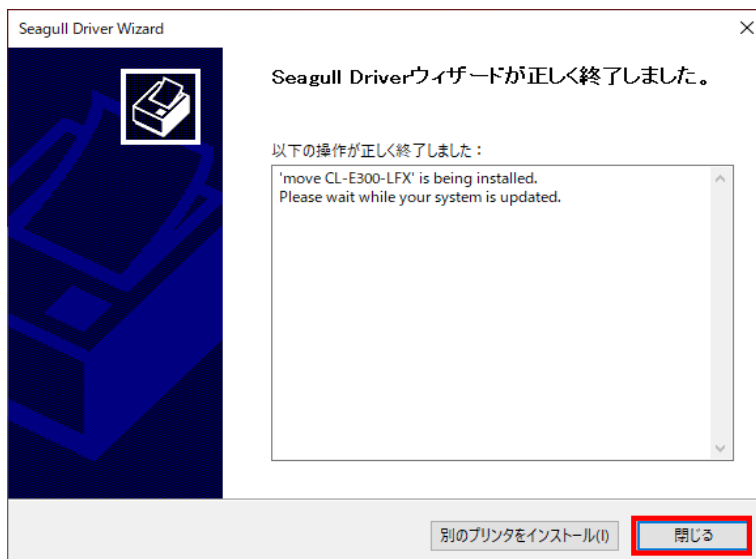 Seagull Driver Wizard
Seagull Driverウィザードが正しく終了しました。
以下の操作が正しく終了しました：
'move CL-E300-LFX' is being installed.
Please wait while your system is updated.
別のプリンタをインストール(I)
閉じる